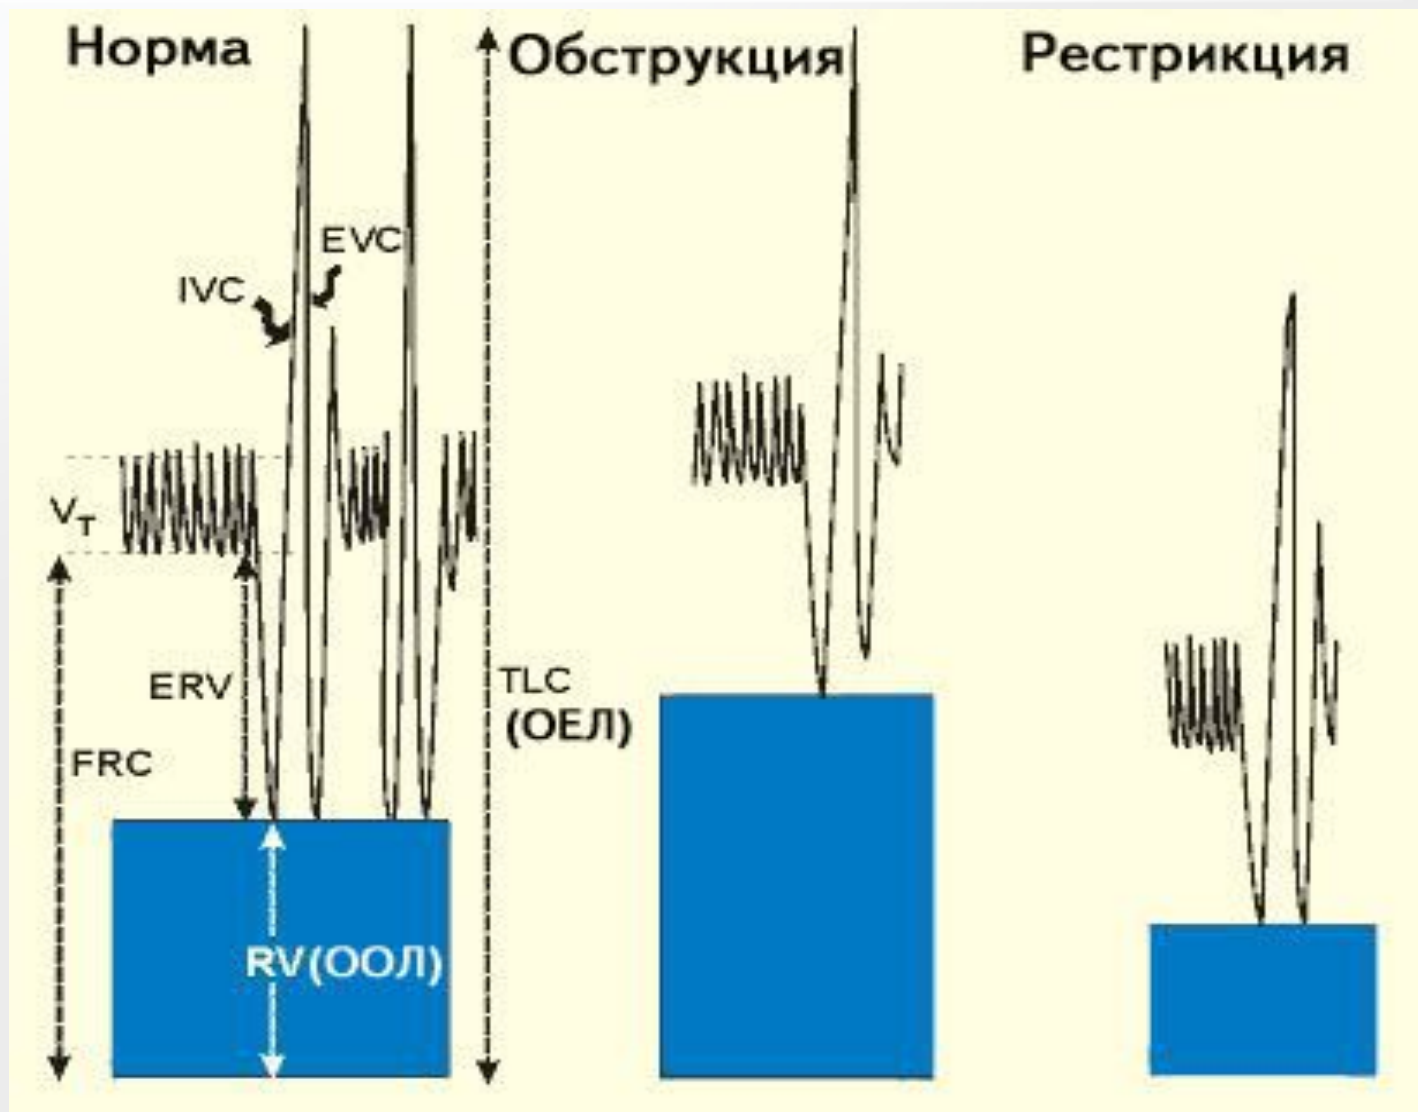 Норма
Обструкция
Рестрикция
EVC
IVC
VT
ERV
TLC
(ОЕЛ)
FRC
RV(ООЛ)